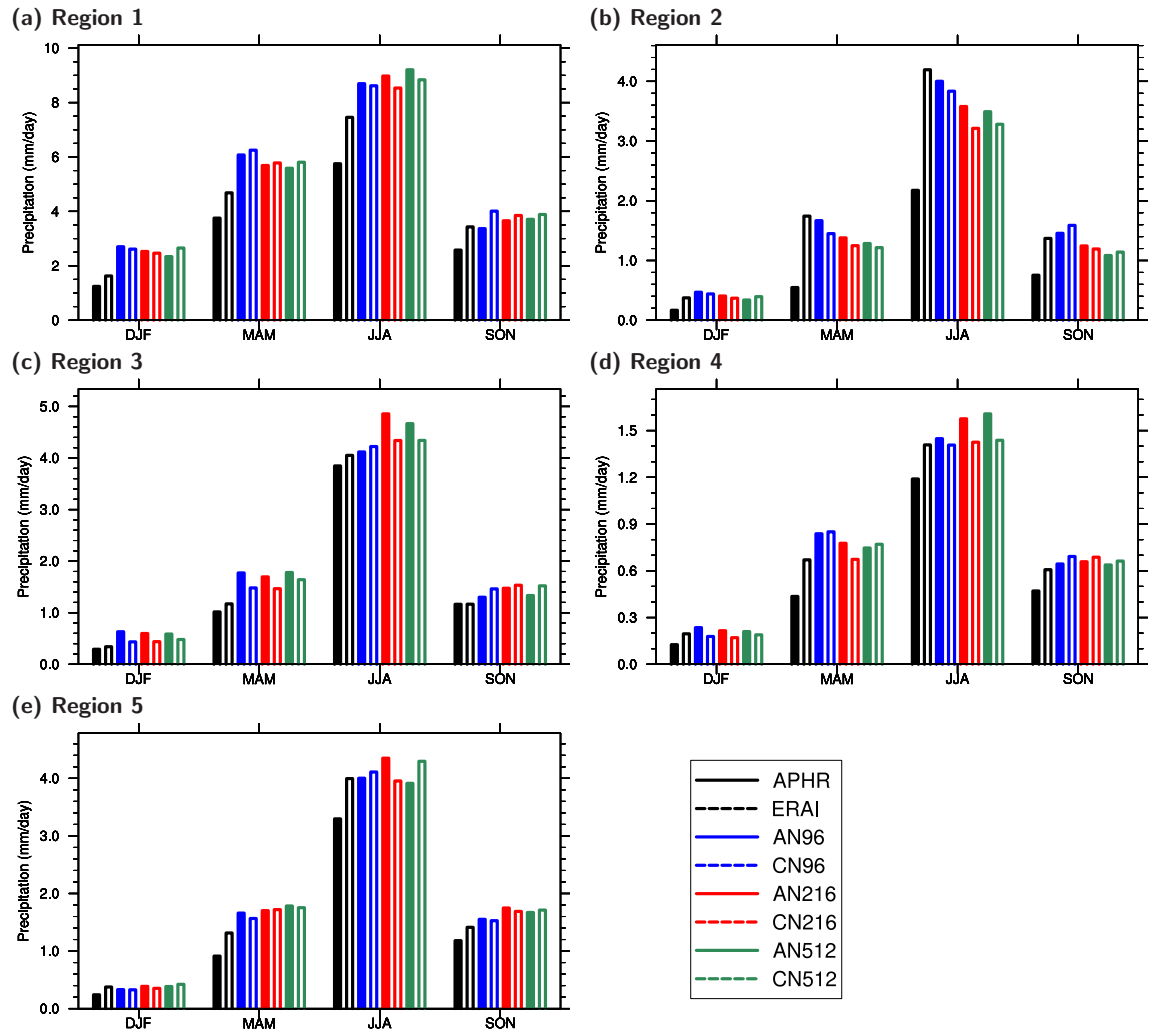 (a) Region 1
Precipitation (mm/day)
10
8
6
4
2
0
DJF MAM JJA SON
(b) Region 2
Precipitation (mm/day)
4.0
3.0
2.0
1.0
0.0
DJF MAM JJA SON
(c) Region 3
Precipitation (mm/day)
5.0
4.0
3.0
2.0
1.0
0.0
DJF MAM JJA SON
(d) Region 4
Precipitation (mm/day)
1.5
1.2
0.9
0.6
0.3
0.0
DJF MAM JJA SON
(e) Region 5
Precipitation (mm/day)
4.0
3.0
2.0
1.0
0.0
DJF MAM JJA SON
APHR
ERAI
AN96
CN96
AN216
CN216
AN512
CN512